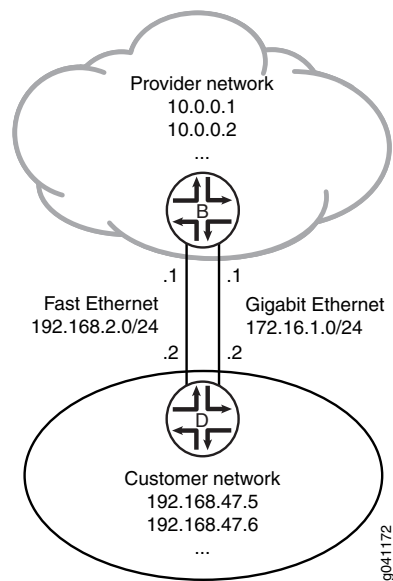 Provider network
10.0.0.1
10.0.0.2
...
B
.1
.1
Fast Ethernet
192.168.2.0/24
Gigabit Ethernet
172.16.1.0/24
.2
.2
D
Customer network
192.168.47.5
192.168.47.6
...
g041172